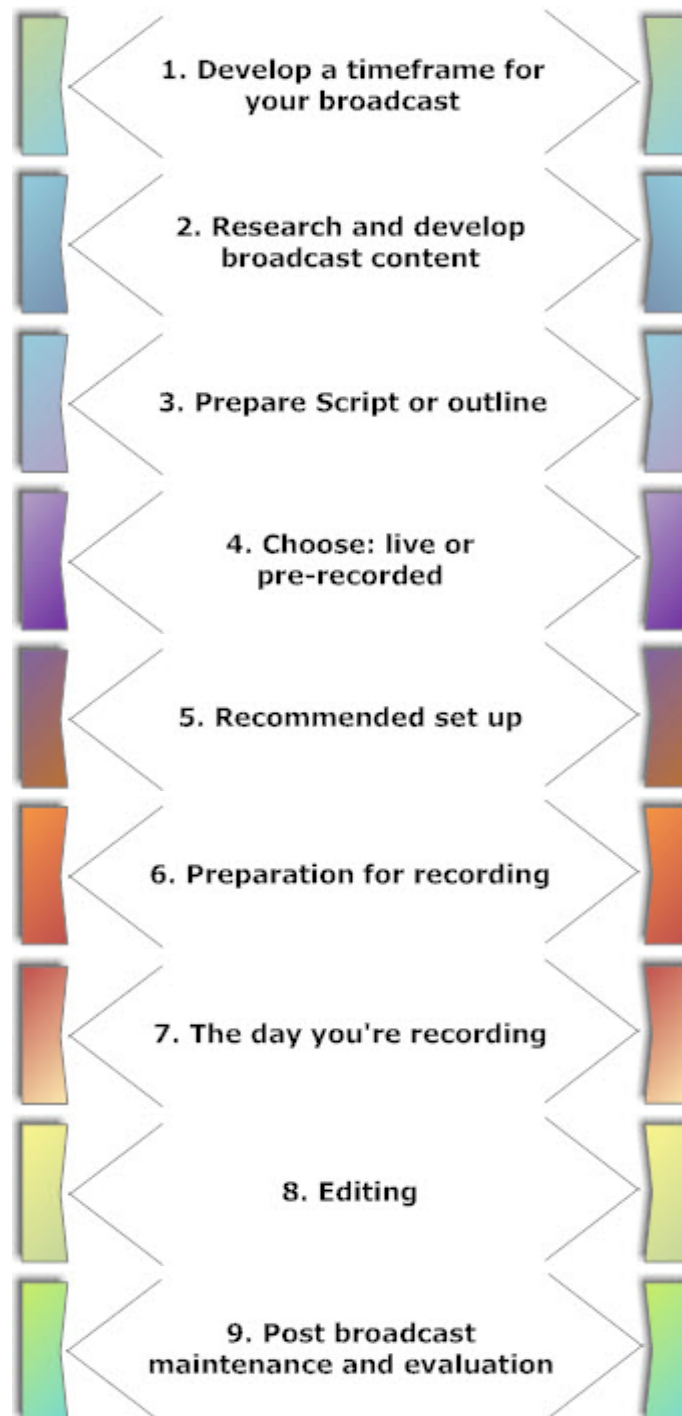 1. Develop a timeframe for
your broadcast
2. Research and develop
broadcast content
3. Prepare Script or outline
4. Choose: live or
pre-recorded
5. Recommended set up
6. Preparation for recording
7. The day you're recording
8. Editing
9. Post broadcast
maintenance and evaluation